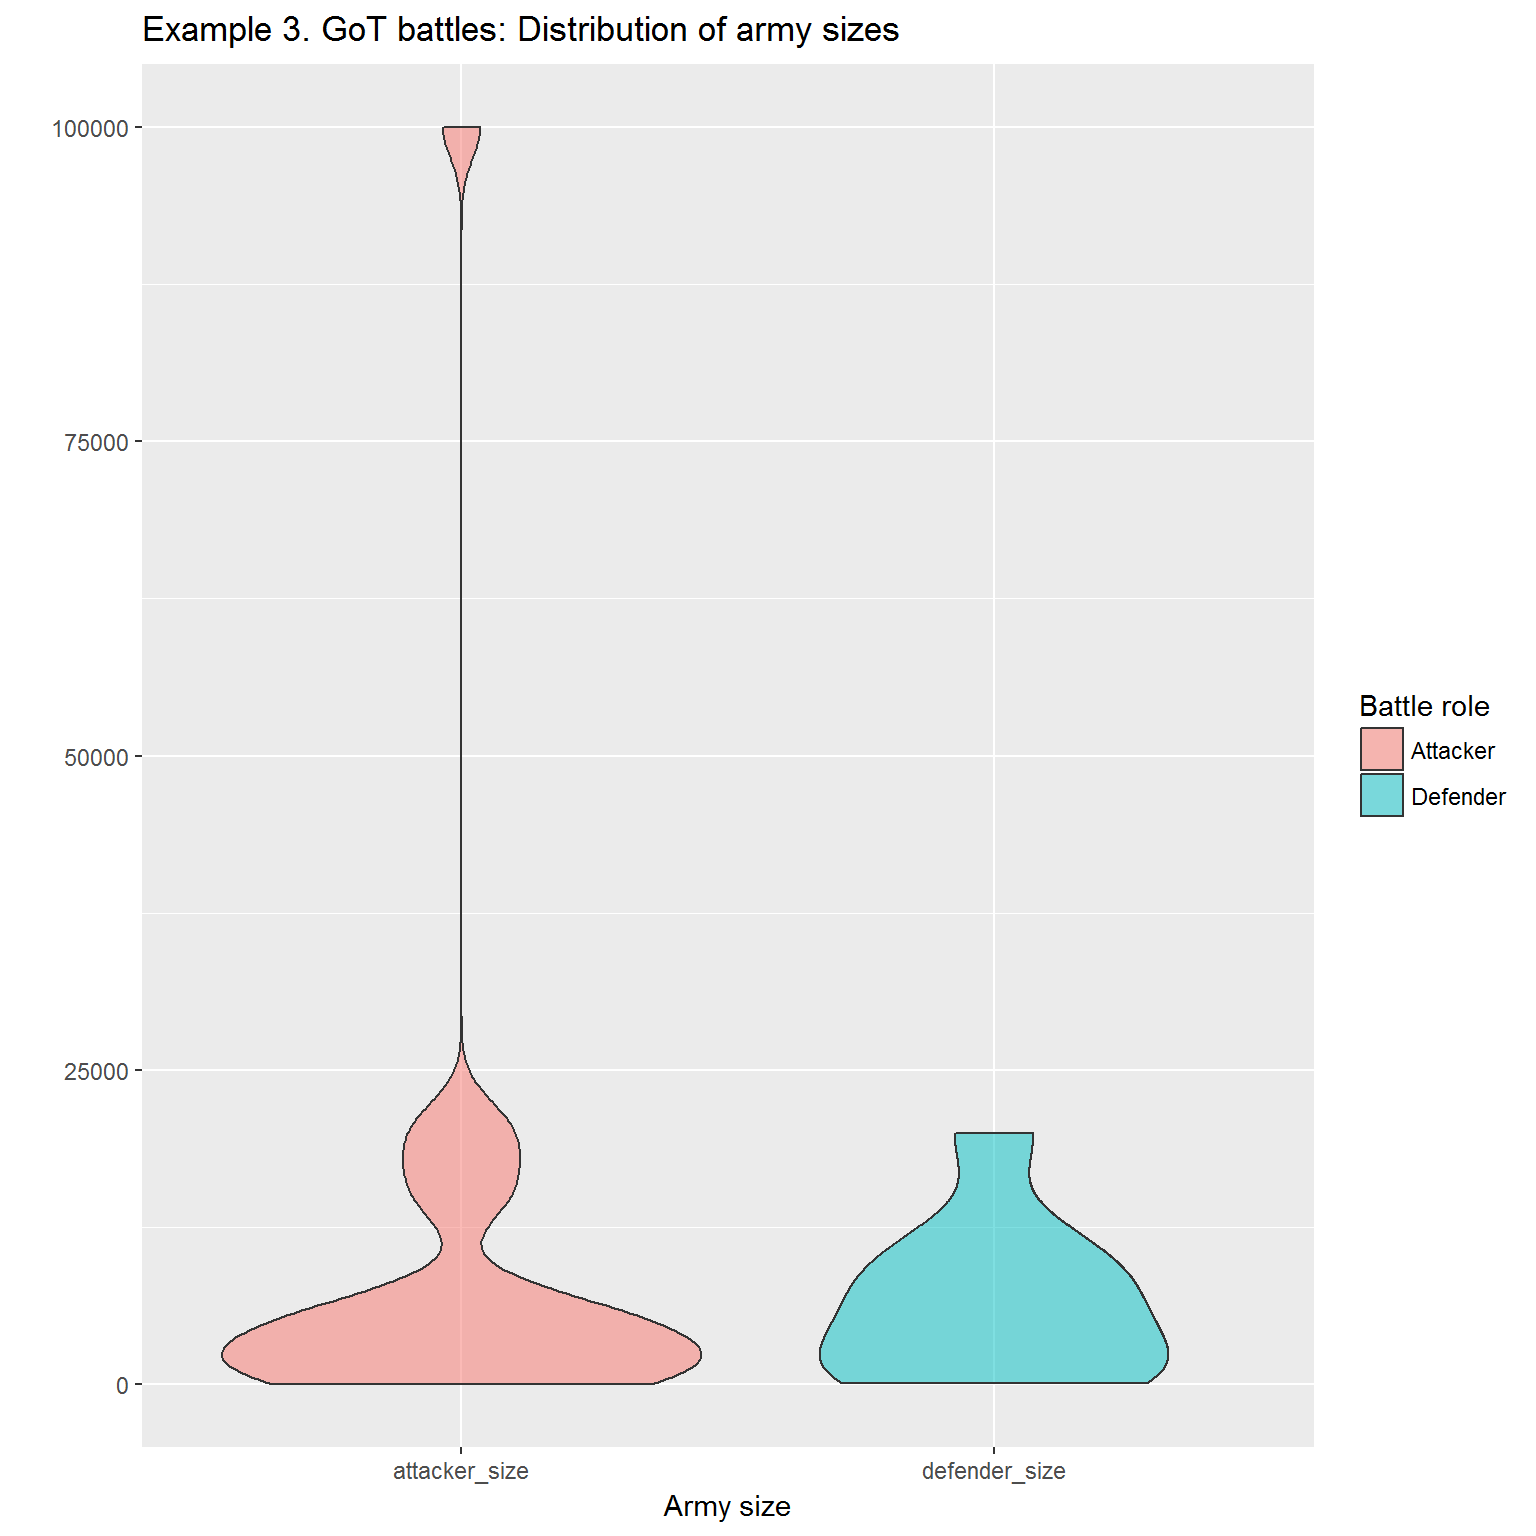 Example 3. GoT battles: Distribution of army sizes
100000
75000
50000
25000
0
attacker_size
defender_size
Army size
Battle role
Attacker
Defender